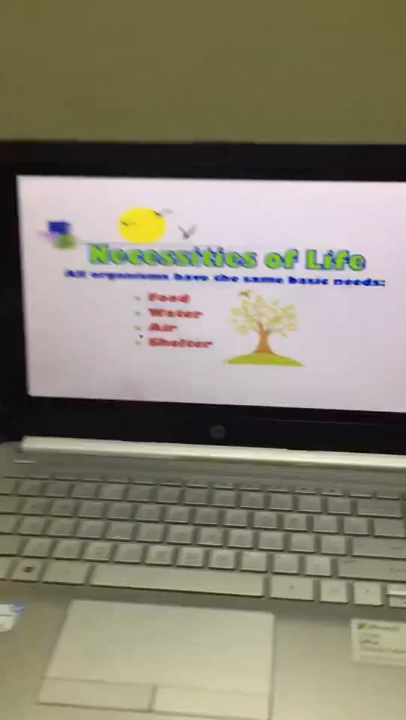 Necessities of Life
All organisms have the same basic needs:
Food
Water
Air
Shelter